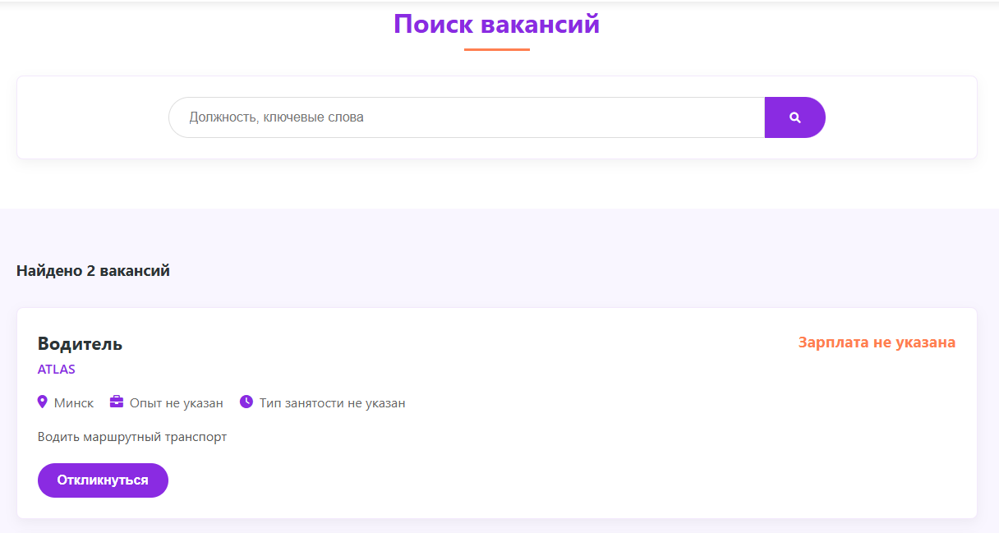 Поиск вакансий
Должность, ключевые слова
Найдено 2 вакансий
Водитель
Зарплата не указана
ATLAS
Минск Опыт не указан Тип занятости не указан
Водить маршрутный транспорт
Откликнуться